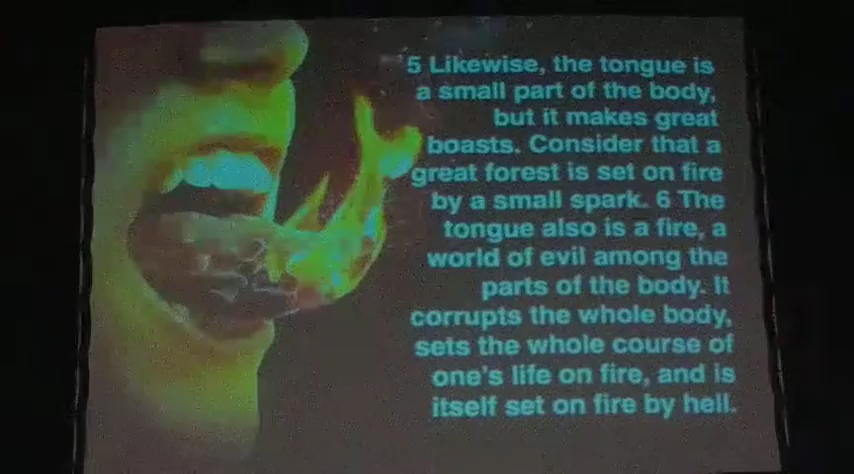 5 Likewise, the tongue is
a small part of the body,
but it makes great
boasts. Consider that a
great forest is set on fire
by a small spark. 6 The
tongue also is a fire, a
world of evil among the
parts of the body. It
corrupts the whole body,
sets the whole course of
one's life on fire, and is
itself set on fire by hell.